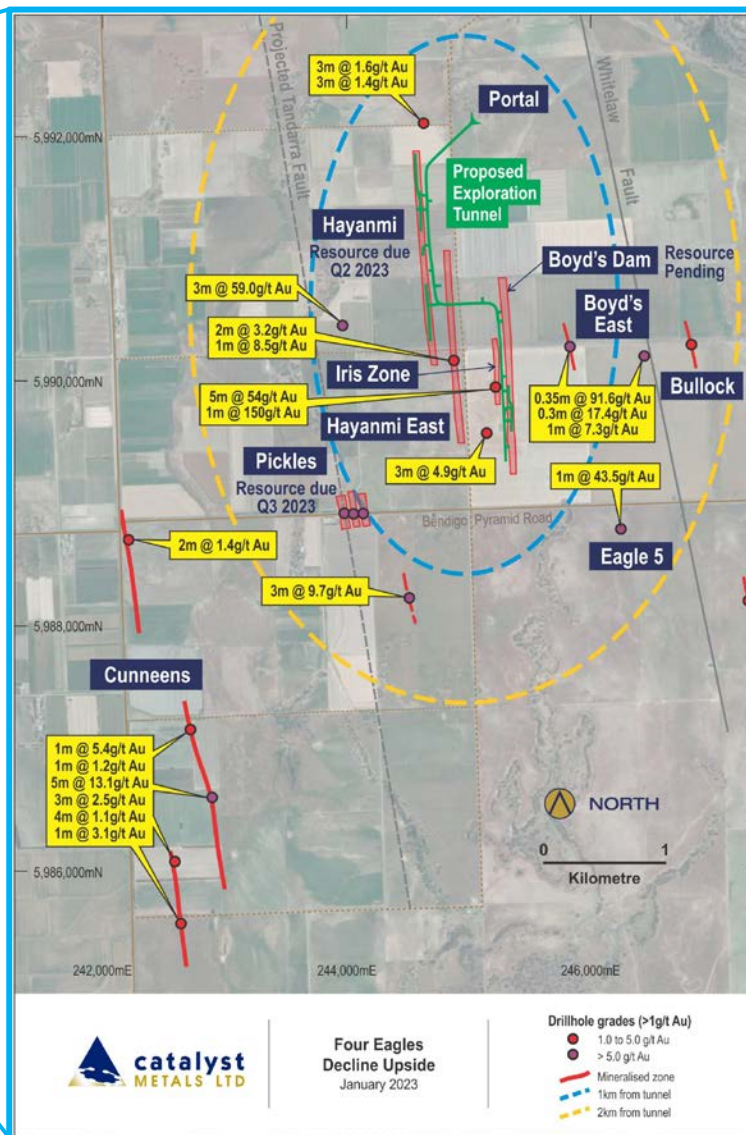 3m @ 1.6g/t Au
3m @ 1.4g/t Au
Projected Tandarra Fault
Portal
Whitelaw
Fault
5,992,000mN
Proposed
Exploration
Tunnel
Hayanmi
Resource due
Q2 2023
Boyd's Dam
Resource
Pending
3m @ 59.0g/t Au
Boyd's
East
2m @ 3.2g/t Au
1m @ 8.5g/t Au
5,990,000mN
Iris Zone
Bullock
5m @ 54g/t Au
1m @ 150g/t Au
0.35m @ 91.6g/t Au
0.3m @ 17.4g/t Au
1m @ 7.3g/t Au
Hayanmi East
Pickles
Resource due
Q3 2023
3m @ 4.9g/t Au
1m @ 43.5g/t Au
Bendigo Pyramid Road
2m @ 1.4g/t Au
Eagle 5
3m @ 9.7g/t Au
5,988,000mN
Cunneens
1m @ 5.4g/t Au
1m @ 1.2g/t Au
5m @ 13.1g/t Au
3m @ 2.5g/t Au
4m @ 1.1g/t Au
1m @ 3.1g/t Au
NORTH
0 1
Kilometre
5,986,000mN
242,000mE 244,000mE 246,000mE
catalyst
METALS LTD
Four Eagles
Decline Upside
January 2023
Drillhole grades (>1g/t Au)
1.0 to 5.0 g/t Au
> 5.0 g/t Au
Mineralised zone
1km from tunnel
2km from tunnel